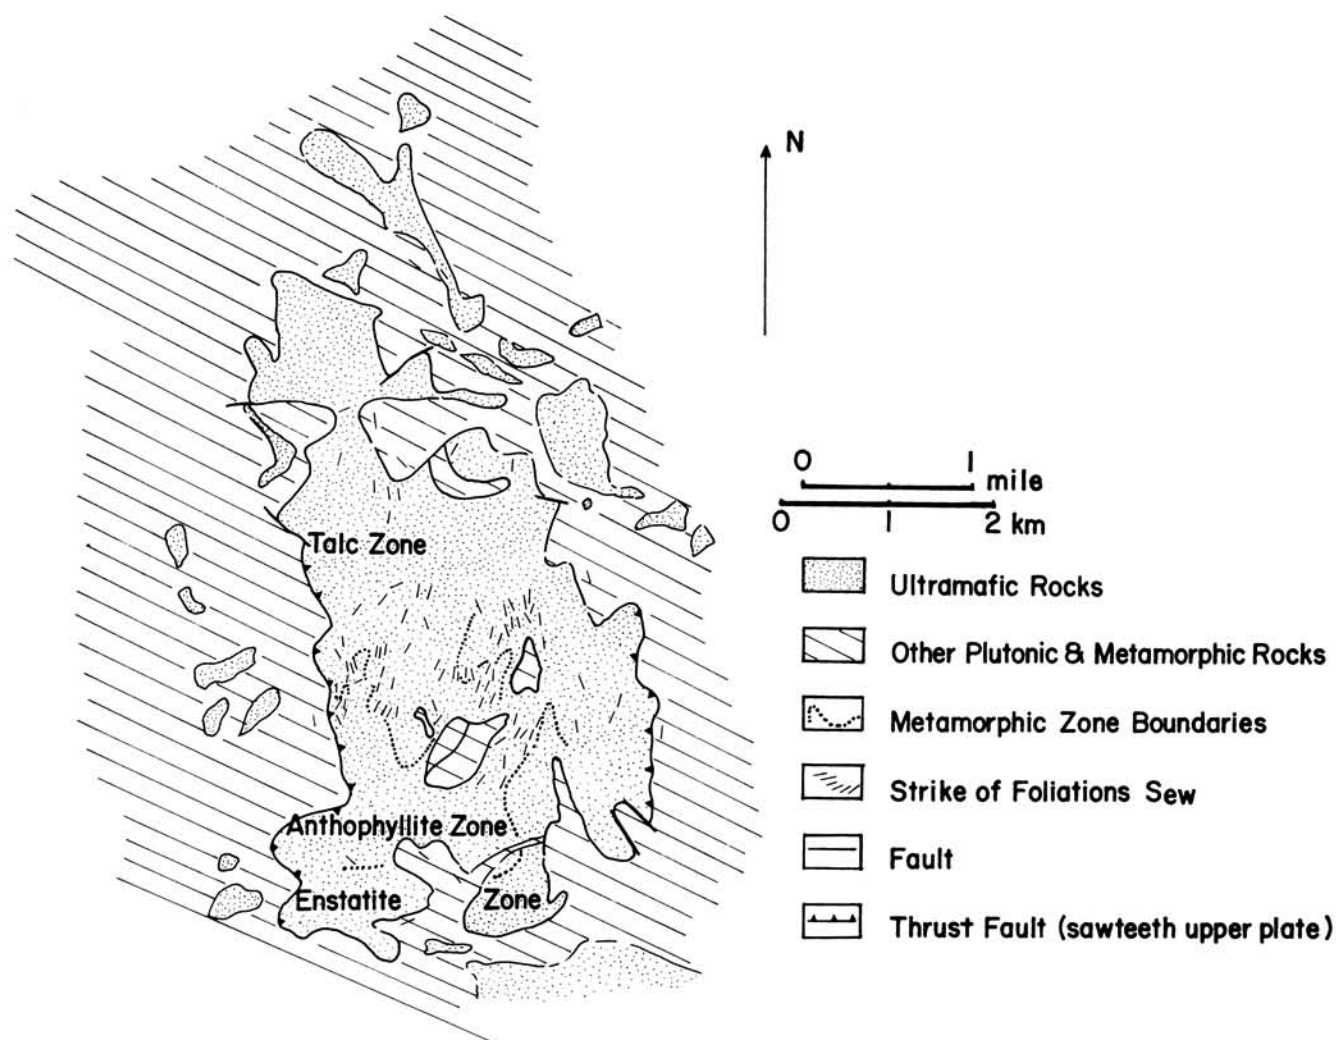 N
0 1
mile
0 1 2 km
Talc Zone
Ultramafic Rocks
Other Plutonic & Metamorphic Rocks
Metamorphic Zone Boundaries
Strike of Foliations Sew
Anthophyllite Zone
Fault
Enstatite Zone
Thrust Fault (sawteeth upper plate)